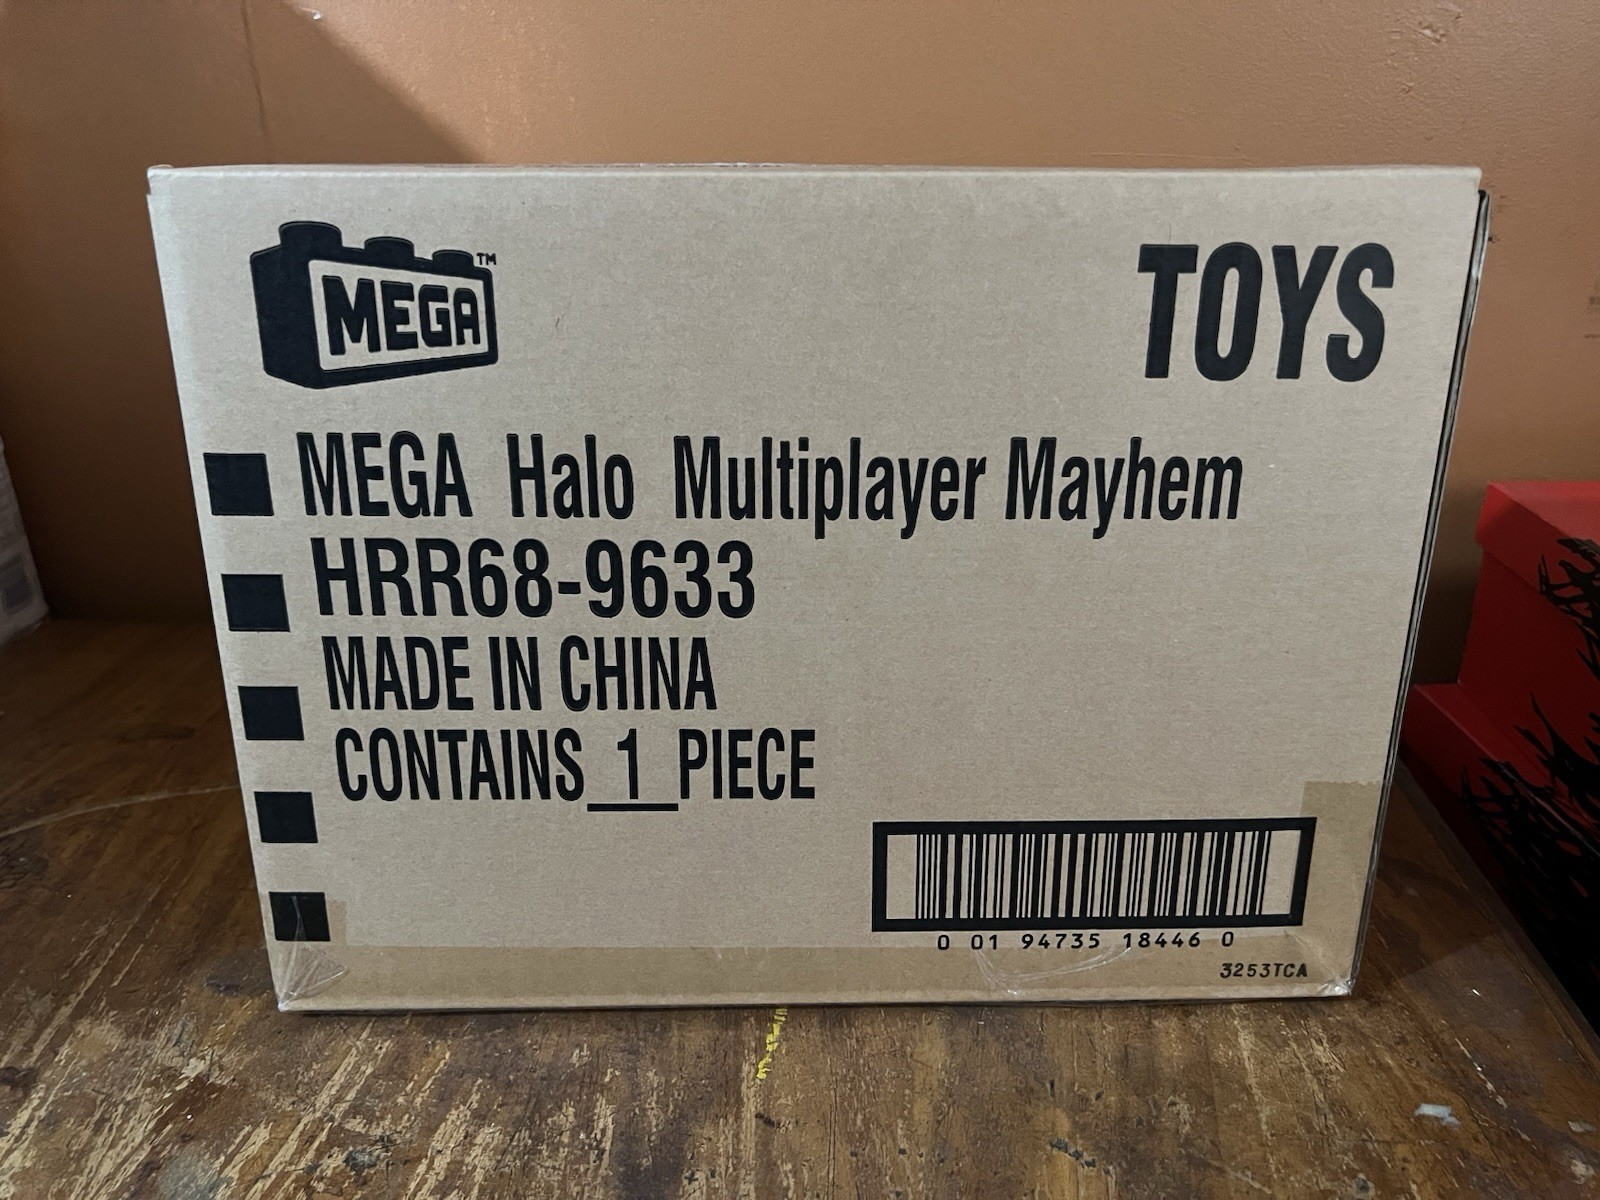 MEGA™
TOYS
MEGA Halo Multiplayer Mayhem
HRR68-9633
MADE IN CHINA
CONTAINS 1 PIECE
0 01 94735 18446 0
3253TCA